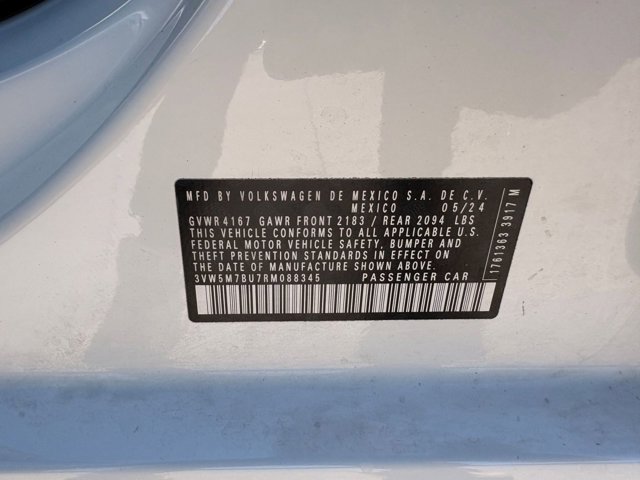 MFD BY VOLKSWAGEN DE MEXICO S.A. DE C.V.
MEXICO 05/24
GVWR 4167 GAWR FRONT 2183 / REAR 2094 LBS
THIS VEHICLE CONFORMS TO ALL APPLICABLE U.S.
FEDERAL MOTOR VEHICLE SAFETY, BUMPER AND
THEFT PREVENTION STANDARDS IN EFFECT ON THE
DATE OF MANUFACTURE SHOWN ABOVE.
3VW5M7BU7RM088345 PASSENGER CAR
1761363 3917 M